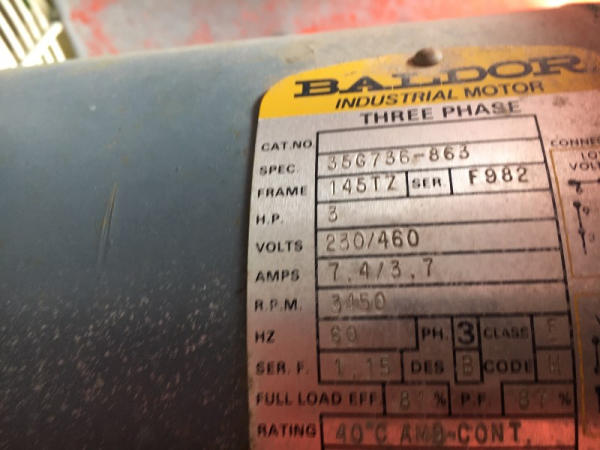 BALDOR
INDUSTRIAL MOTOR
THREE PHASE
CAT.NO.
SPEC. 35G736-863
FRAME 145TZ SER. F982
H.P. 3
VOLTS 230/460
AMPS 7.4/3.7
R.P.M. 3450
HZ 60 PH. 3 CLASS F
SER. F. 1.15 DES B CODE
FULL LOAD EFF % P.F. %
RATING 40°C AMB-CONT.